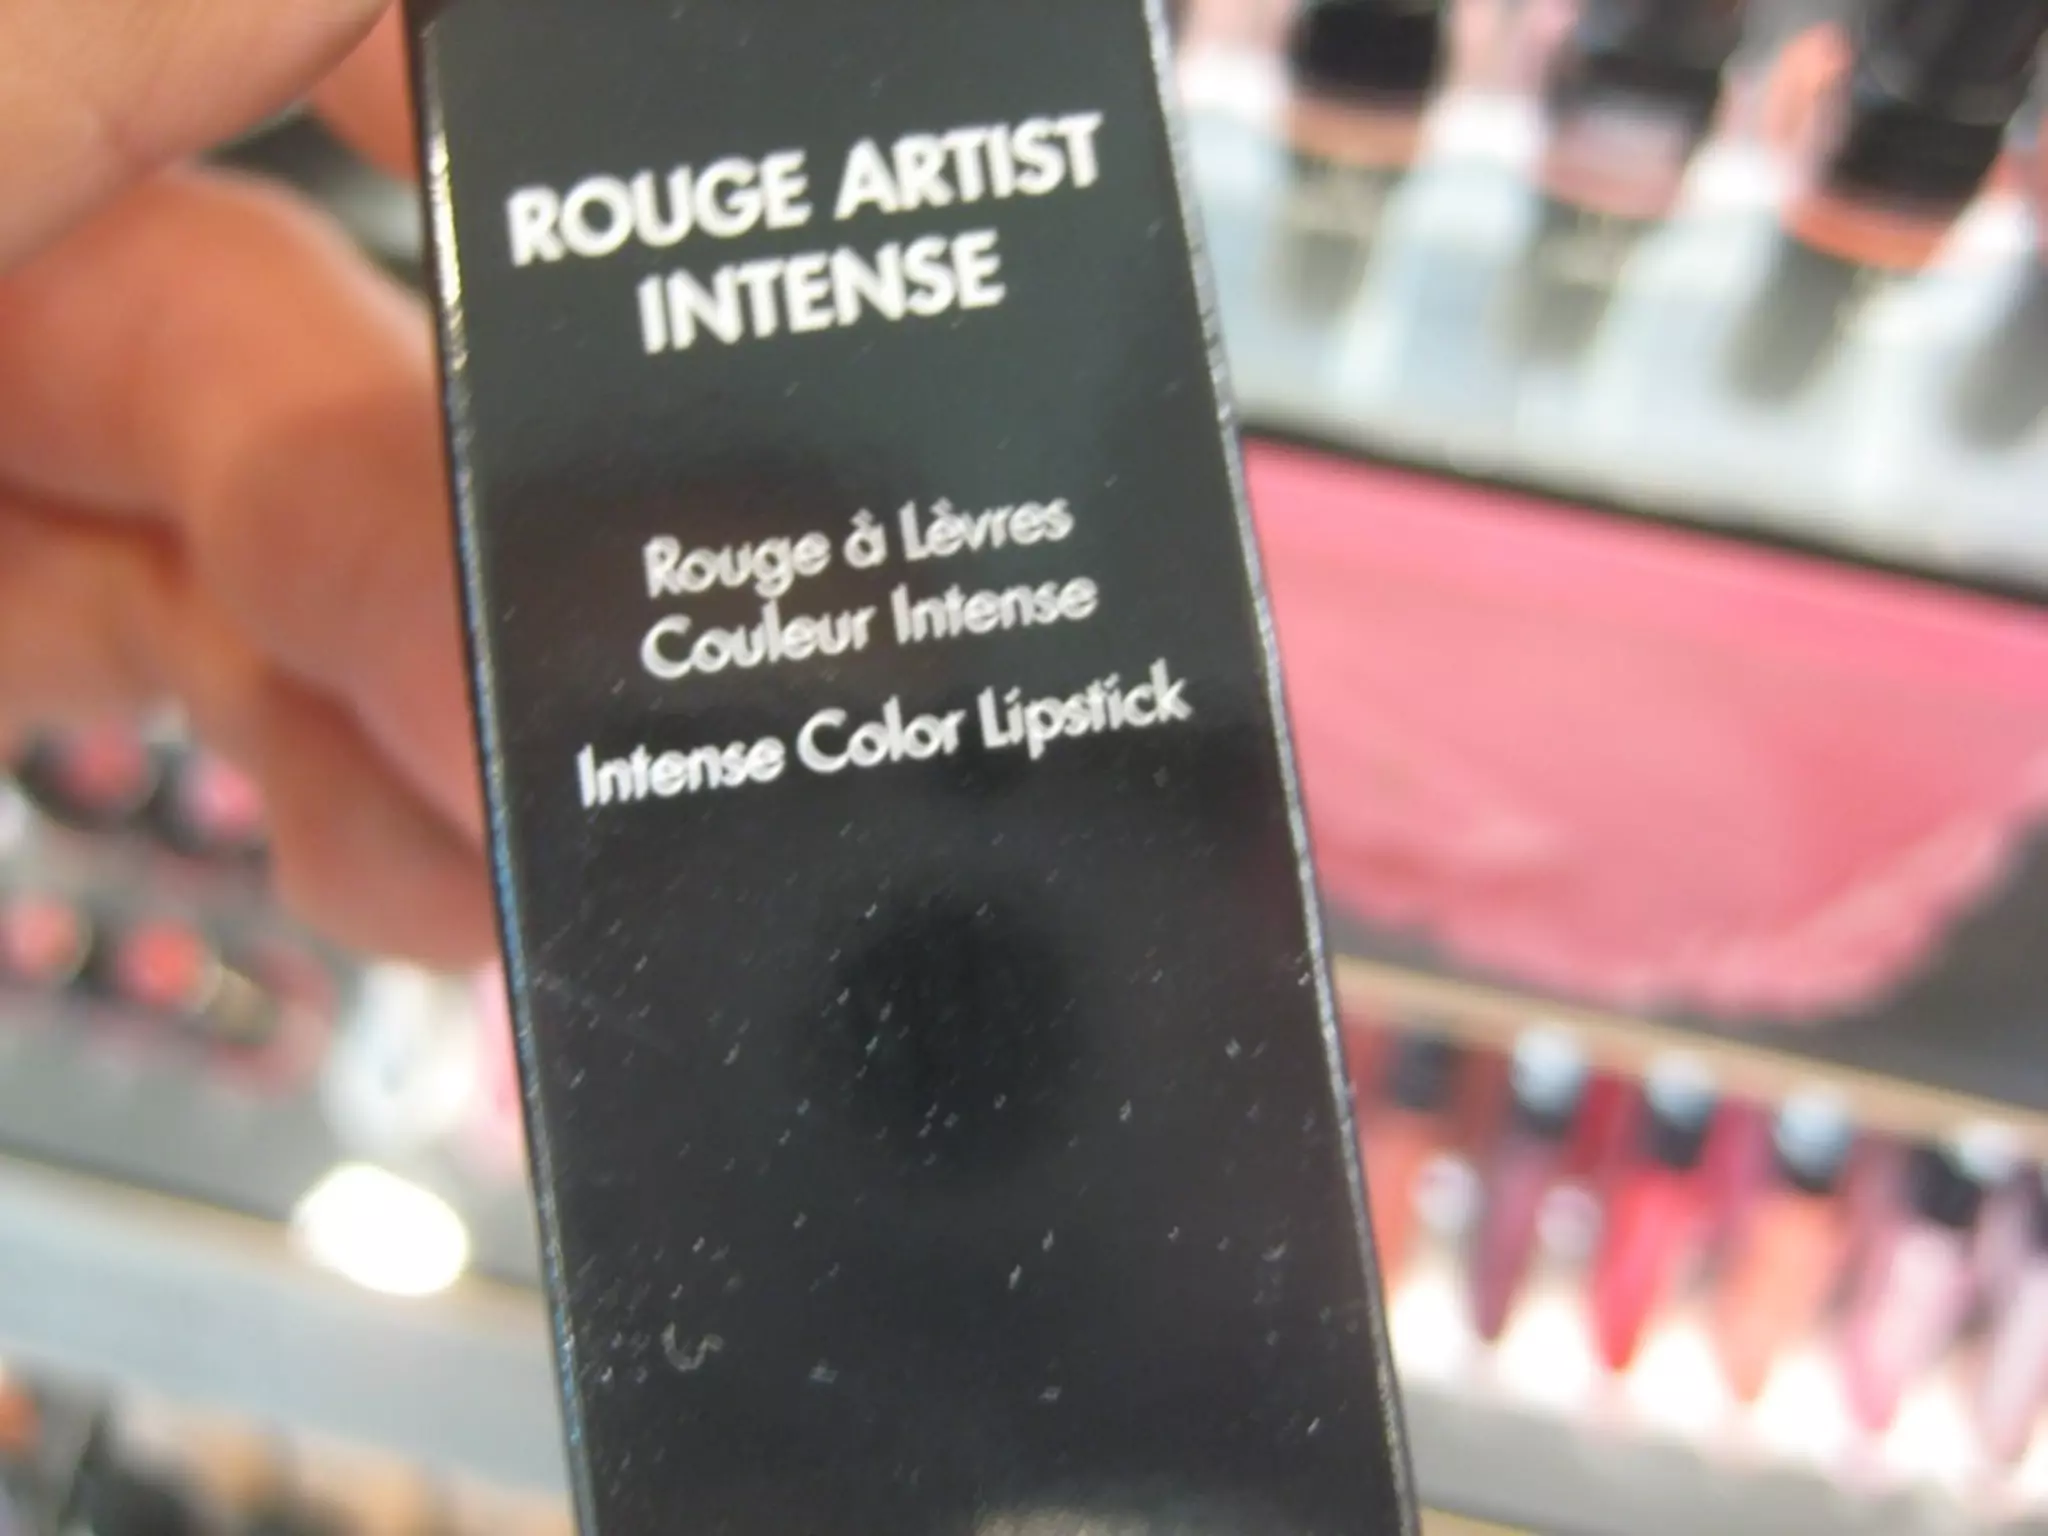 ROUGE ARTIST
INTENSE
Rouge à Lèvres
Couleur Intense
Intense Color Lipstick